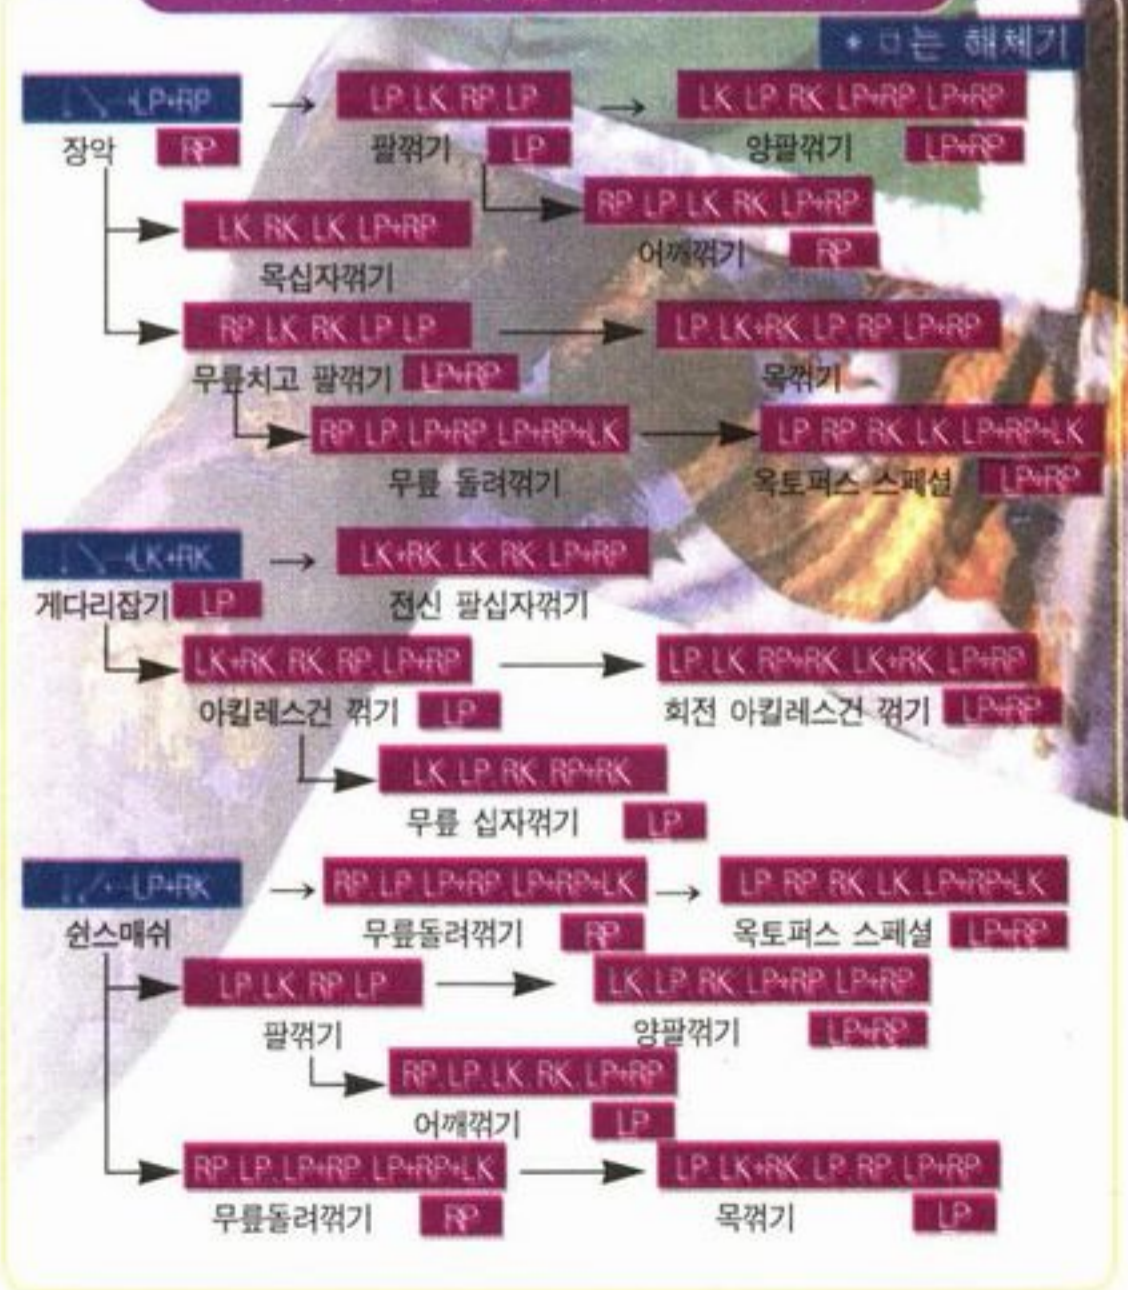 * ㅁ는 해체기
↓↘→LP+RP → LP LK RP LP → LK LP RK LP+RP LP+RP
장악 RP 팔꺾기 LP 양팔꺾기 LP+RP
RP LP LK RK LP+RP
LK RK LK LP+RP
어깨꺾기 RP
목십자꺾기
RP LK RK LP LP → LP LK+RK LP RP LP+RP
무릎치고 팔꺾기 LP+RP 목꺾기
RP LP LP+RP LP+RP+LK → LP RP RK LK LP+RP+LK
무릎 돌려꺾기 옥토퍼스 스페셜 LP+RP
↓↘→LK+RK → LK+RK LK RK LP+RP
게다리잡기 LP 전신 팔십자꺾기
LK+RK RK RP LP+RP → LP LK RP+RK LK+RK LP+RP
아킬레스건 꺾기 LP 회전 아킬레스건 꺾기 LP+RP
LK LP RK RP+RK
무릎 십자꺾기 LP
↓↙←LP+RK → RP LP LP+RP LP+RP+LK → LP RP RK LK LP+RP+LK
쉰스매쉬 무릎돌려꺾기 RP 옥토퍼스 스페셜 LP+RP
LP LK RP LP → LK LP RK LP+RP LP+RP
팔꺾기 양팔꺾기 LP+RP
RP LP LK RK LP+RP
어깨꺾기 LP
RP LP LP+RP LP+RP+LK → LP LK+RK LP RP LP+RP
무릎돌려꺾기 RP 목꺾기 LP